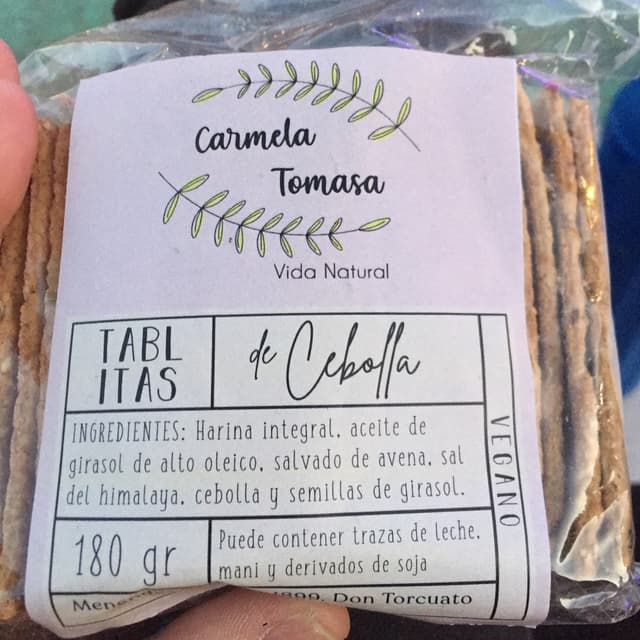 Carmela
Tomasa
Vida Natural
TABL
ITAS
de Cebolla
INGREDIENTES: Harina integral, aceite de
girasol de alto oleico, salvado de avena, sal
del himalaya, cebolla y semillas de girasol.
VEGANO
180 gr
Puede contener trazas de leche,
mani y derivados de soja
Don Torcuato